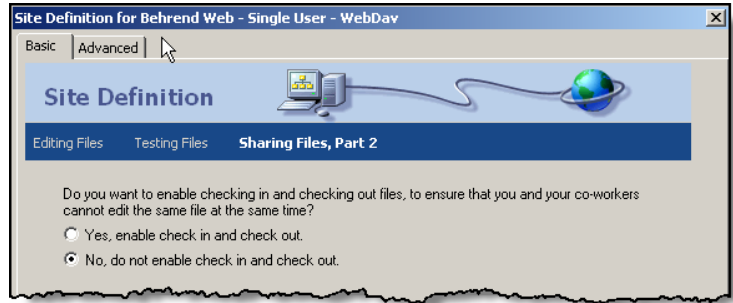 Site Definition for Behrend Web - Single User - WebDav
Basic Advanced
Site Definition
Editing Files Testing Files Sharing Files, Part 2
Do you want to enable checking in and checking out files, to ensure that you and your co-workers
cannot edit the same file at the same time?
Yes, enable check in and check out.
No, do not enable check in and check out.